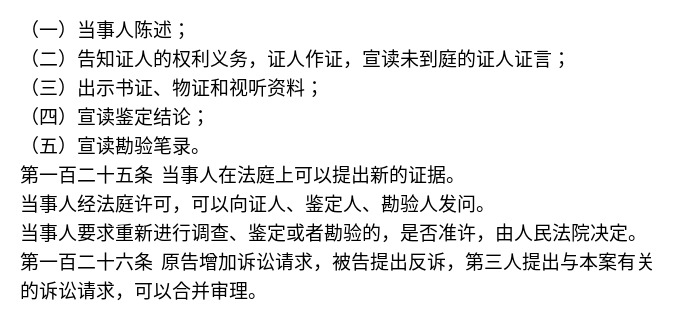 （一）当事人陈述；
（二）告知证人的权利义务，证人作证，宣读未到庭的证人证言；
（三）出示书证、物证和视听资料；
（四）宣读鉴定结论；
（五）宣读勘验笔录。
第一百二十五条 当事人在法庭上可以提出新的证据。
当事人经法庭许可，可以向证人、鉴定人、勘验人发问。
当事人要求重新进行调查、鉴定或者勘验的，是否准许，由人民法院决定。
第一百二十六条 原告增加诉讼请求，被告提出反诉，第三人提出与本案有关
的诉讼请求，可以合并审理。